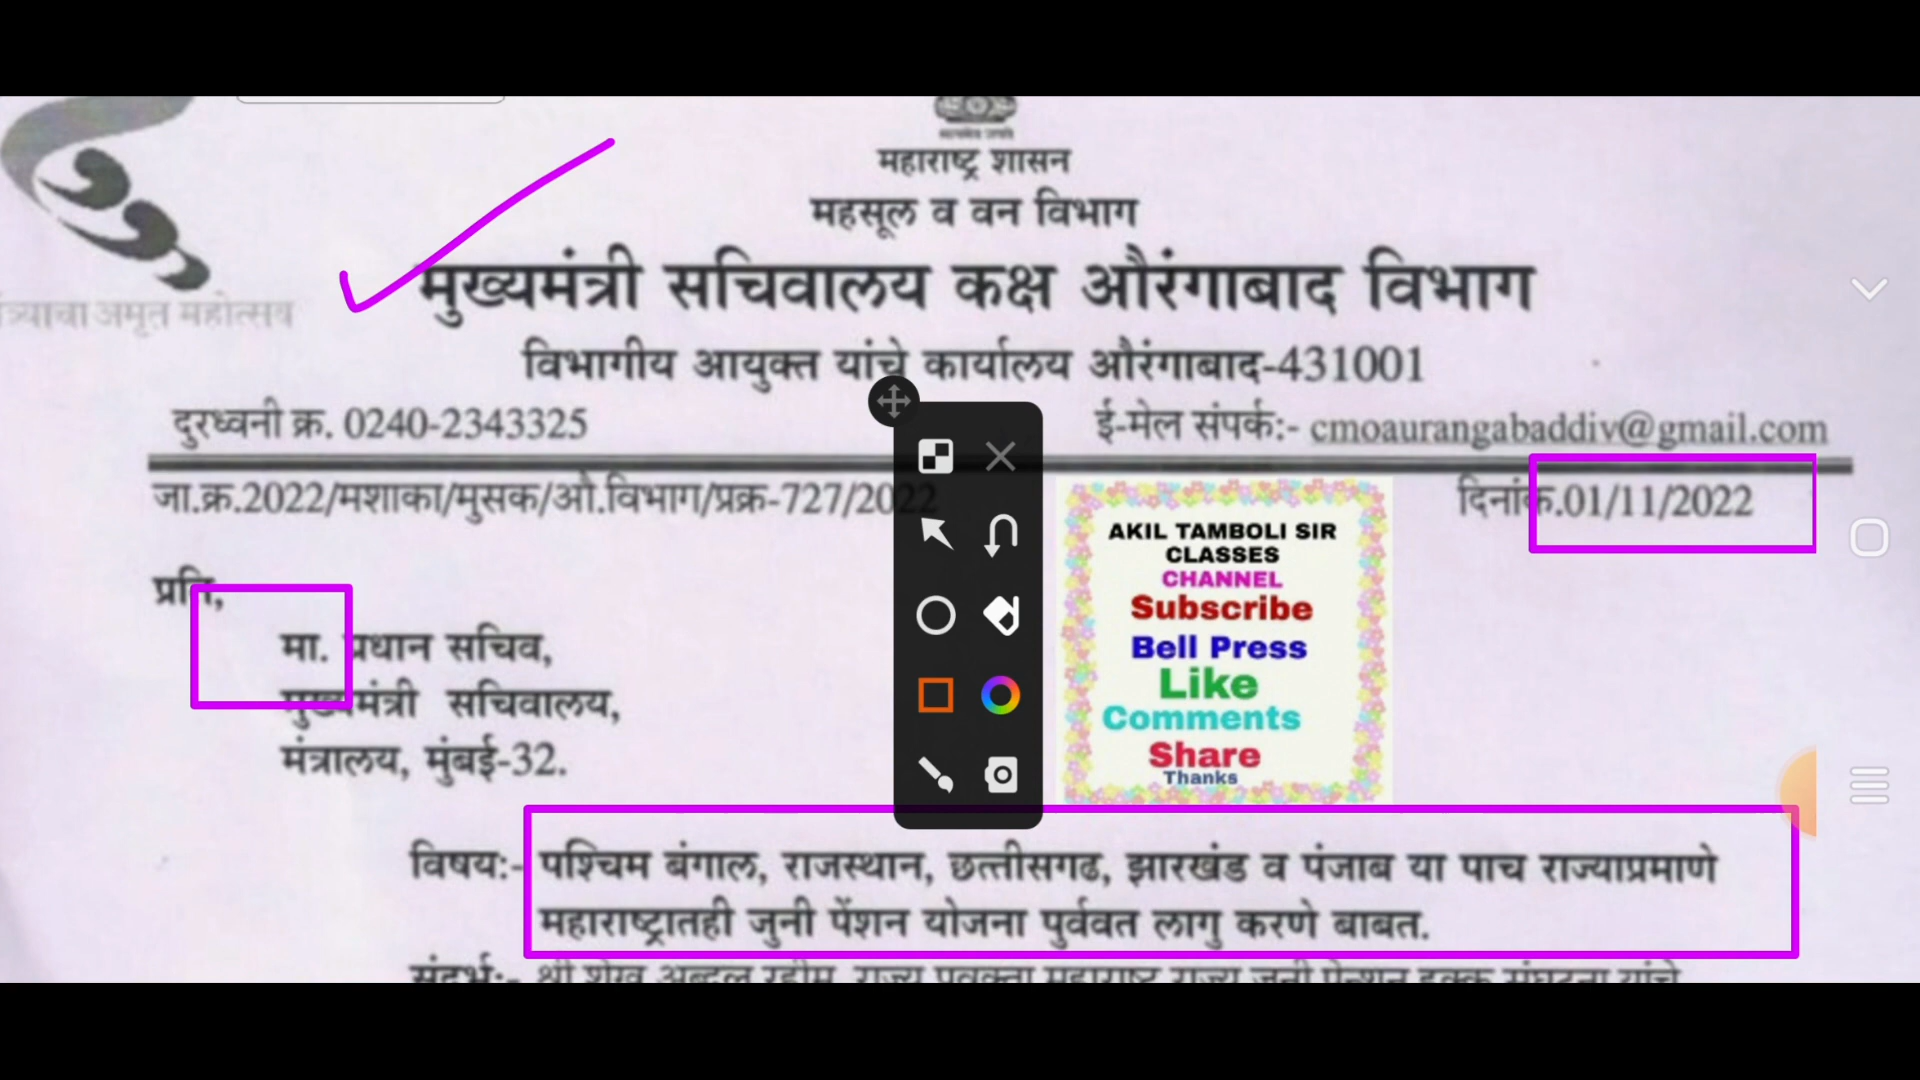 महाराष्ट्र शासन
महसूल व वन विभाग
मुख्यमंत्री सचिवालय कक्ष औरंगाबाद विभाग
अमृत महोत्सव
विभागीय आयुक्त यांचे कार्यालय औरंगाबाद-431001
दुरध्वनी क्र. 0240-2343325
ई-मेल संपर्क:- cmoaurangabaddiv@gmail.com
जा.क्र.2022/मशाका/मुसक/औ.विभाग/प्रक्र-727/2022
दिनांक.01/11/2022
प्रति,
मा. प्रधान सचिव,
मुख्यमंत्री सचिवालय,
मंत्रालय, मुंबई-32.
AKIL TAMBOLI SIR
CLASSES
CHANNEL
Subscribe
Bell Press
Like
Comments
Share
Thanks
विषय:- पश्चिम बंगाल, राजस्थान, छत्तीसगढ, झारखंड व पंजाब या पाच राज्याप्रमाणे
महाराष्ट्रातही जुनी पेंशन योजना पुर्ववत लागु करणे बाबत.